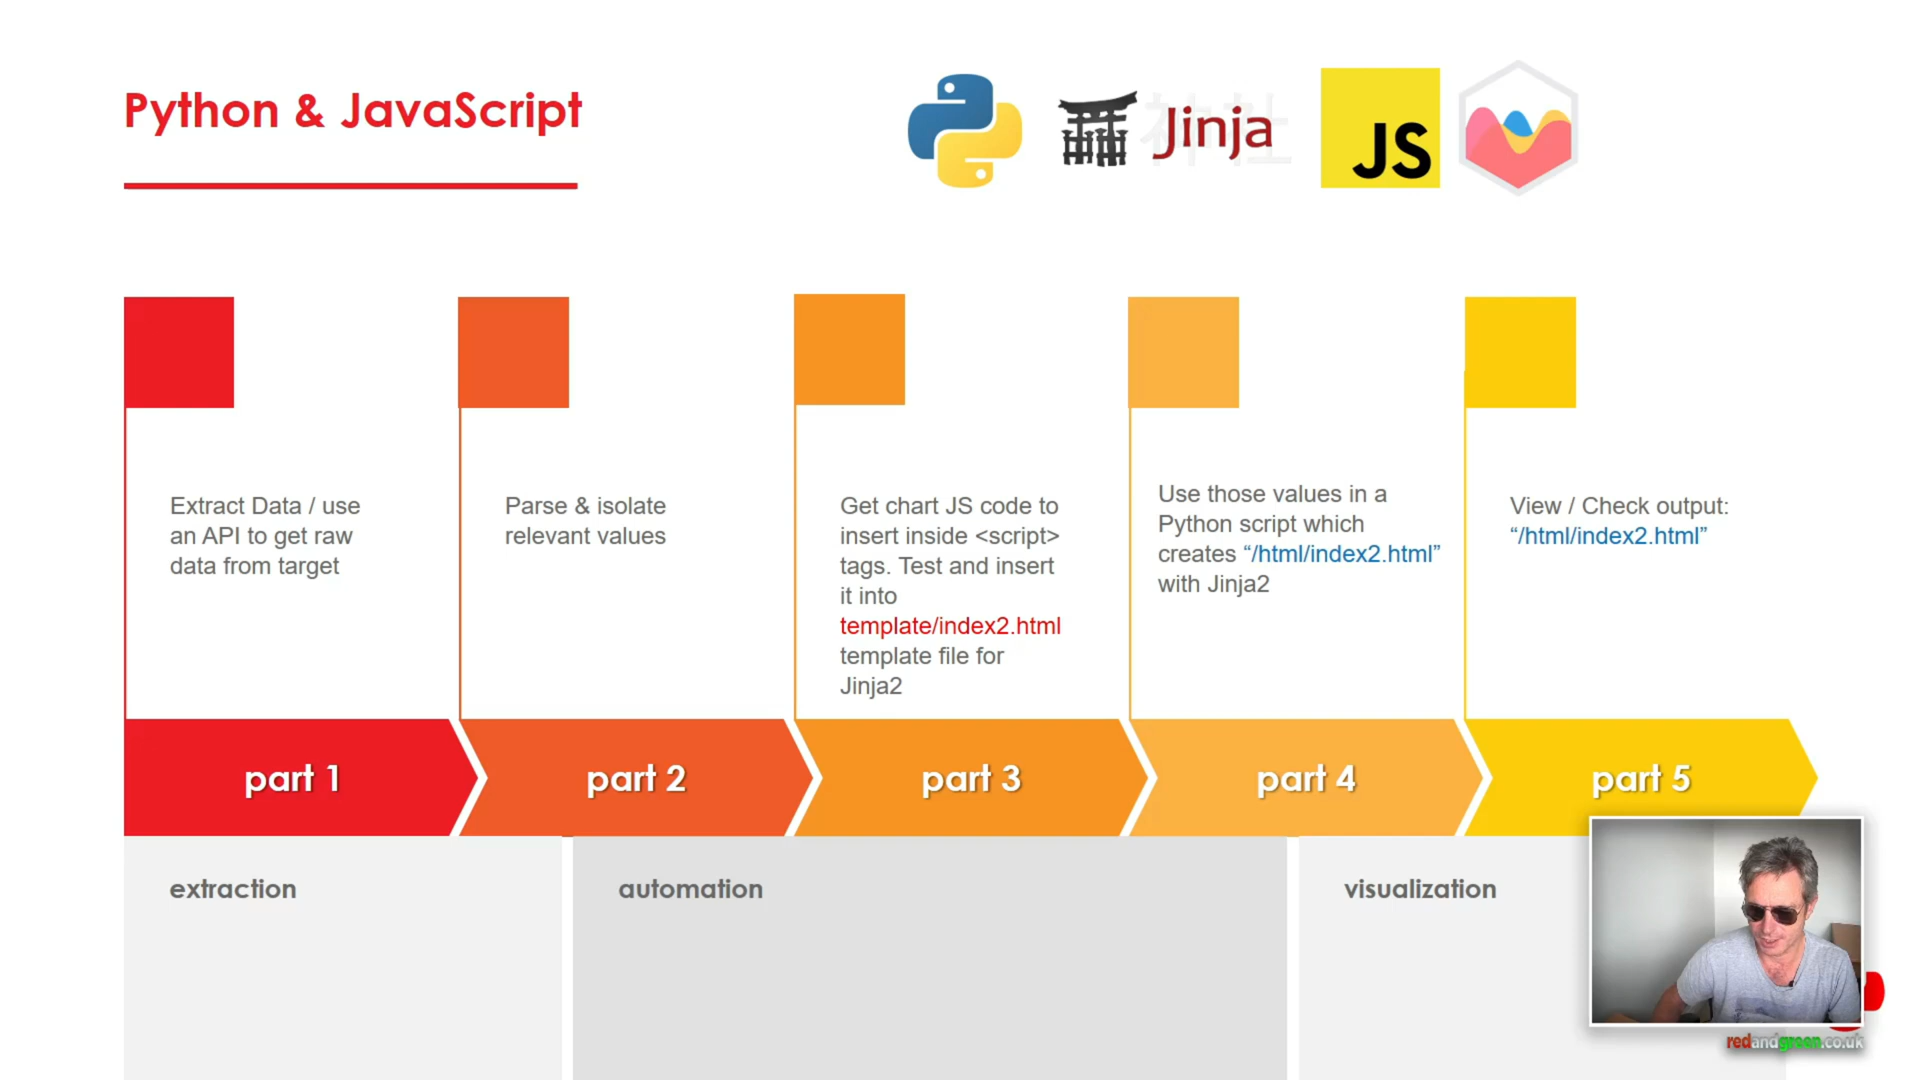 Python & JavaScript
神社
Jinja
JS
Extract Data / use
an API to get raw
data from target
Parse & isolate
relevant values
Get chart JS code to
insert inside <script>
tags. Test and insert
it into
template/index2.html
template file for
Jinja2
Use those values in a
Python script which
creates “/html/index2.html”
with Jinja2
View / Check output:
“/html/index2.html”
part 1
part 2
part 3
part 4
part 5
extraction
automation
visualization
redandgreen.co.uk